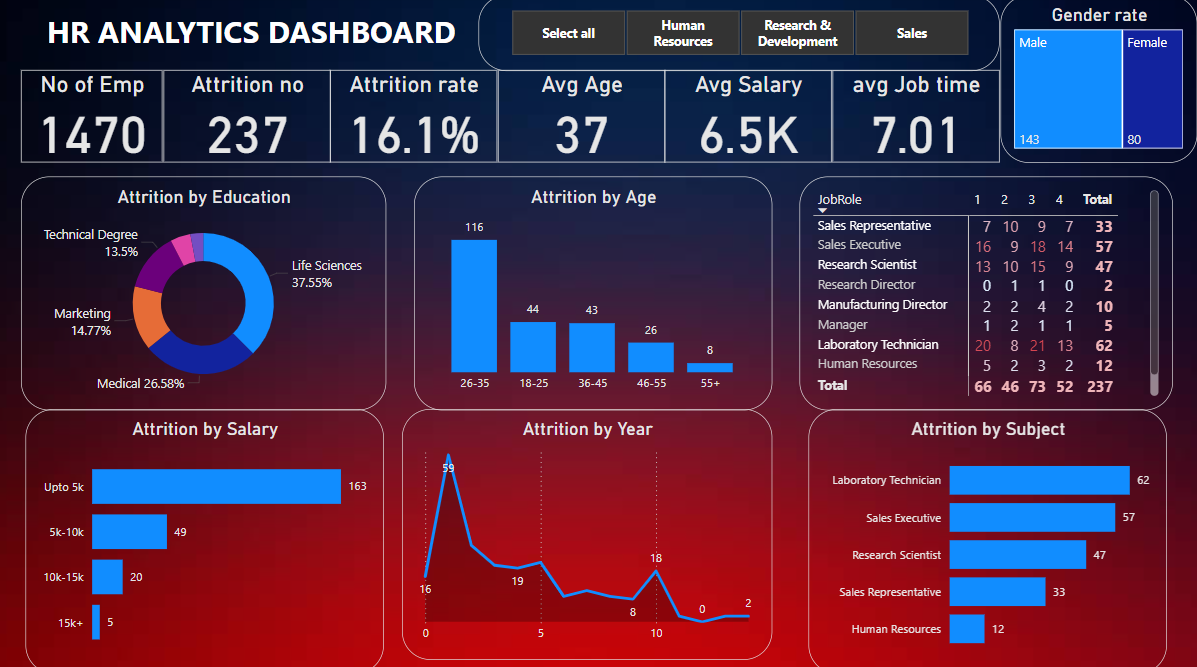 HR ANALYTICS DASHBOARD
Select all
Human
Resources
Research &
Development
Sales
Gender rate
Male
Female
143
80
No of Emp
1470
Attrition no
237
Attrition rate
16.1%
Avg Age
37
Avg Salary
6.5K
avg Job time
7.01
Attrition by Education
Technical Degree
13.5%
Life Sciences
37.55%
Marketing
14.77%
Medical 26.58%
Attrition by Age
116
44
43
26
8
26-35
18-25
36-45
46-55
55+
JobRole 1 2 3 4 Total
Sales Representative 7 10 9 7 33
Sales Executive 16 9 18 14 57
Research Scientist 13 10 15 9 47
Research Director 0 1 1 0 2
Manufacturing Director 2 2 4 2 10
Manager 1 2 1 1 5
Laboratory Technician 20 8 21 13 62
Human Resources 5 2 3 2 12
Total 66 46 73 52 237
Attrition by Salary
Upto 5k 163
5k-10k 49
10k-15k 20
15k+ 5
Attrition by Year
59
16
19
8
18
0
2
0
5
10
Attrition by Subject
Laboratory Technician 62
Sales Executive 57
Research Scientist 47
Sales Representative 33
Human Resources 12